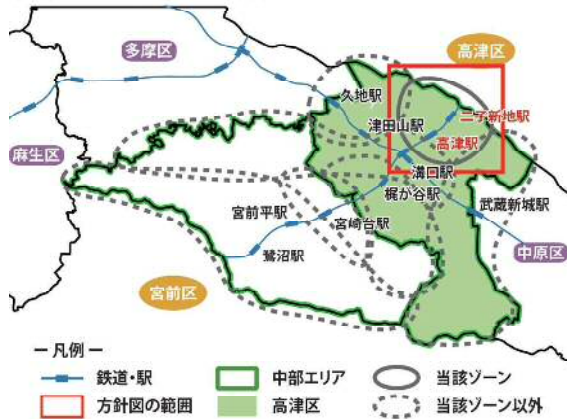 多摩区
高津区
久地駅
二子新地駅
津田山駅
高津駅
麻生区
溝口駅
梶が谷駅
武蔵新城駅
宮前平駅
宮崎台駅
鷺沼駅
中原区
宮前区
― 凡例 ―
鉄道・駅
中部エリア
当該ゾーン
方針図の範囲
高津区
当該ゾーン以外